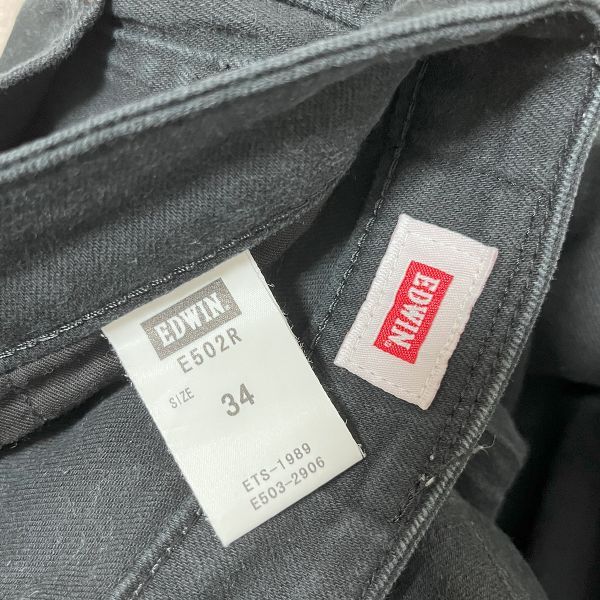 EDWIN
E502R
SIZE 34
ETS-1989
E503-2906
EDWIN